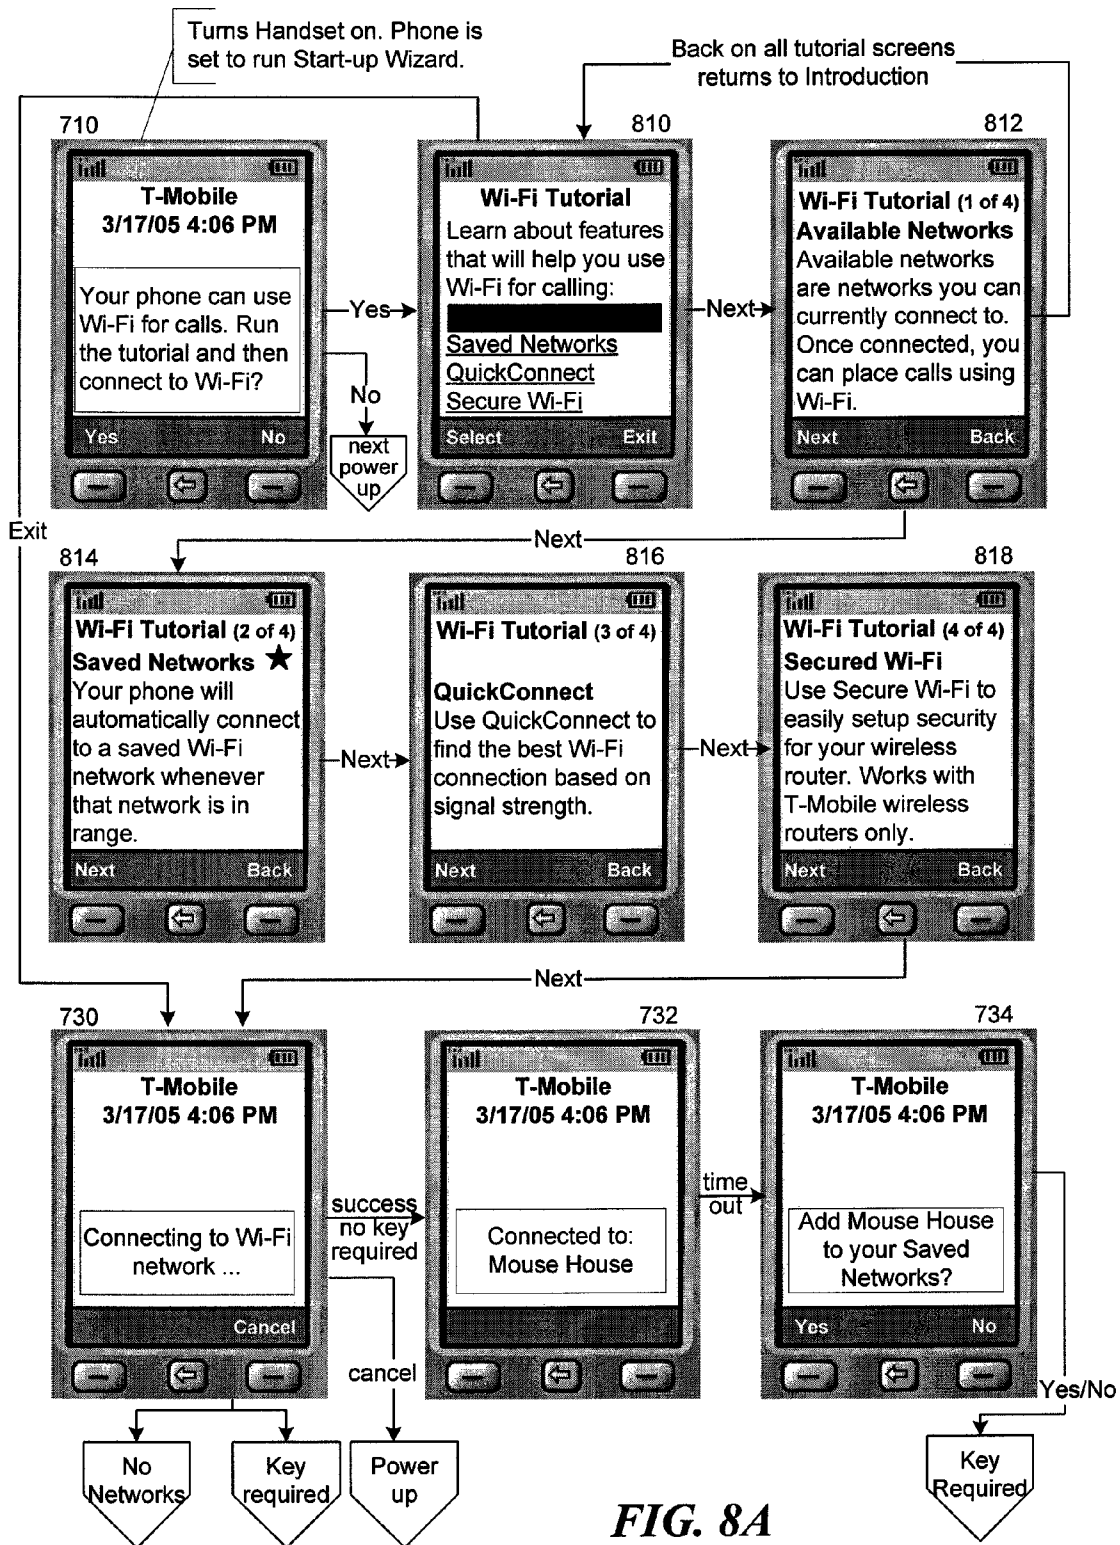 Turns Handset on. Phone is
set to run Start-up Wizard.
Back on all tutorial screens
returns to Introduction
710
T-Mobile
3/17/05 4:06 PM
Your phone can use
Wi-Fi for calls. Run
the tutorial and then
connect to Wi-Fi?
Yes
No
Yes
No
next
power
up
810
Wi-Fi Tutorial
Learn about features
that will help you use
Wi-Fi for calling:
Saved Networks
QuickConnect
Secure Wi-Fi
Select
Exit
Next
812
Wi-Fi Tutorial (1 of 4)
Available Networks
Available networks
are networks you can
currently connect to.
Once connected, you
can place calls using
Wi-Fi.
Next
Back
Exit
Next
814
Wi-Fi Tutorial (2 of 4)
Saved Networks
Your phone will
automatically connect
to a saved Wi-Fi
network whenever
that network is in
range.
Next
Back
Next
816
Wi-Fi Tutorial (3 of 4)
QuickConnect
Use QuickConnect to
find the best Wi-Fi
connection based on
signal strength.
Next
Back
Next
818
Wi-Fi Tutorial (4 of 4)
Secured Wi-Fi
Use Secure Wi-Fi to
easily setup security
for your wireless
router. Works with
T-Mobile wireless
routers only.
Next
Back
Next
730
T-Mobile
3/17/05 4:06 PM
Connecting to Wi-Fi
network ...
Cancel
success
no key
required
cancel
732
T-Mobile
3/17/05 4:06 PM
Connected to:
Mouse House
time
out
734
T-Mobile
3/17/05 4:06 PM
Add Mouse House
to your Saved
Networks?
Yes
No
Yes/No
No
Networks
Key
required
Power
up
Key
Required
FIG. 8A